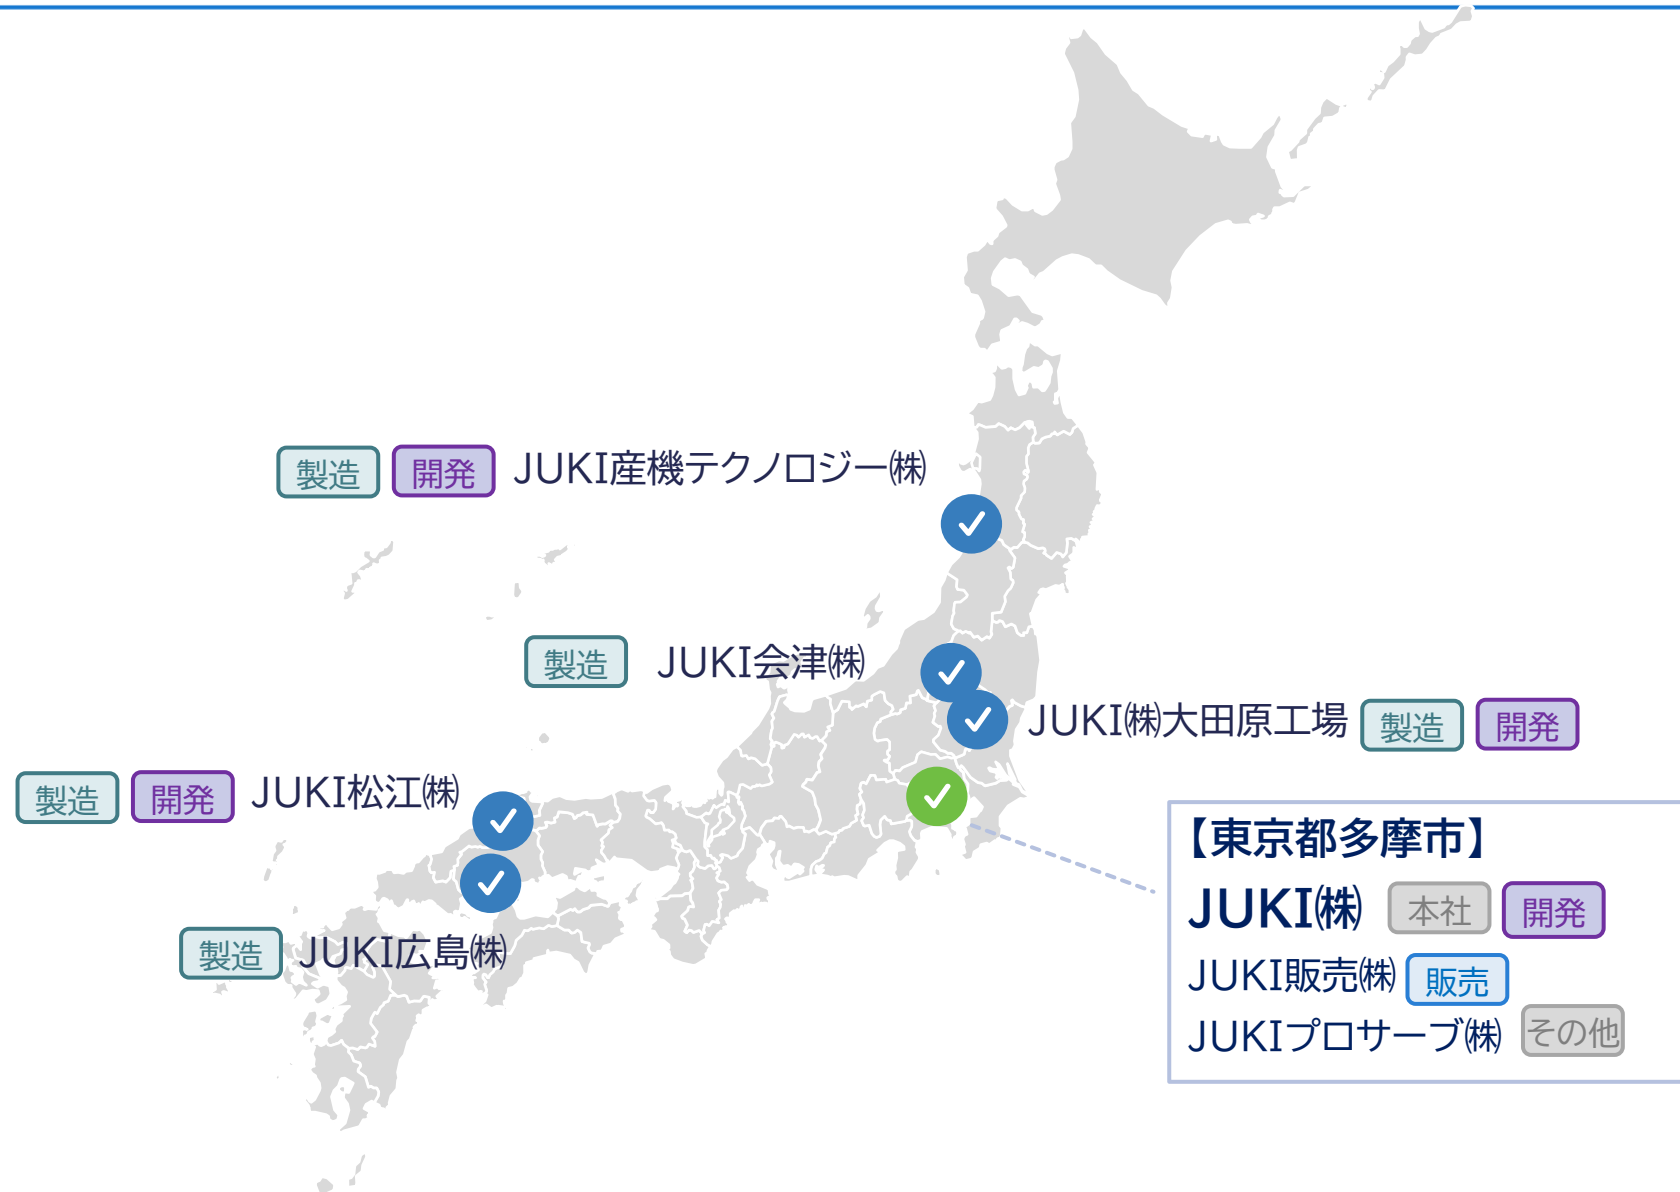 製造 開発 JUKI産機テクノロジー㈱
製造 JUKI会津㈱
JUKI㈱大田原工場 製造 開発
製造 開発 JUKI松江㈱
製造 JUKI広島㈱
【東京都多摩市】
JUKI㈱ 本社 開発
JUKI販売㈱ 販売
JUKIプロサーブ㈱ その他